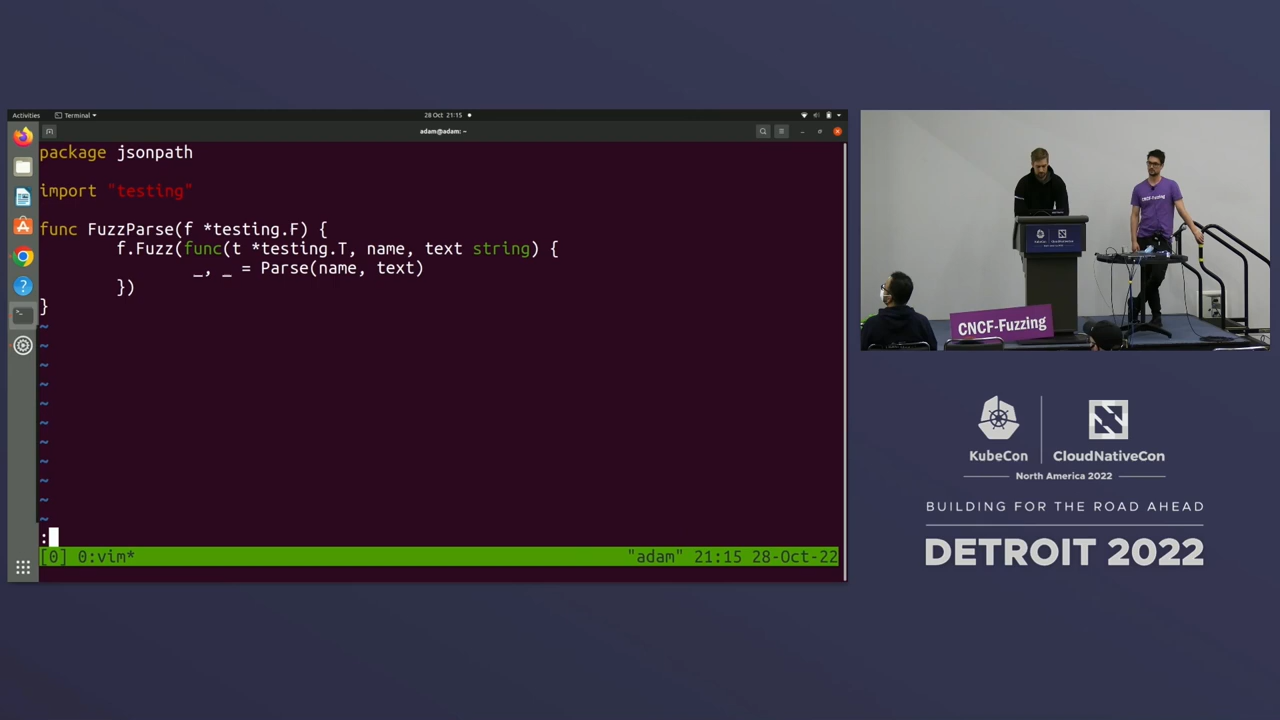 Activities
Terminal
28 Oct 21:15
adam@adam: ~
package jsonpath
import "testing"
func FuzzParse(f *testing.F) {
f.Fuzz(func(t *testing.T, name, text string) {
_, _ = Parse(name, text)
})
}
~
~
~
~
~
~
~
~
~
~
~
:
[0] 0:vim*
"adam" 21:15 28-Oct-22
CNCF-Fuzzing
CNCF-Fuzzing
KubeCon
CloudNativeCon
North America 2022
BUILDING FOR THE ROAD AHEAD
DETROIT 2022